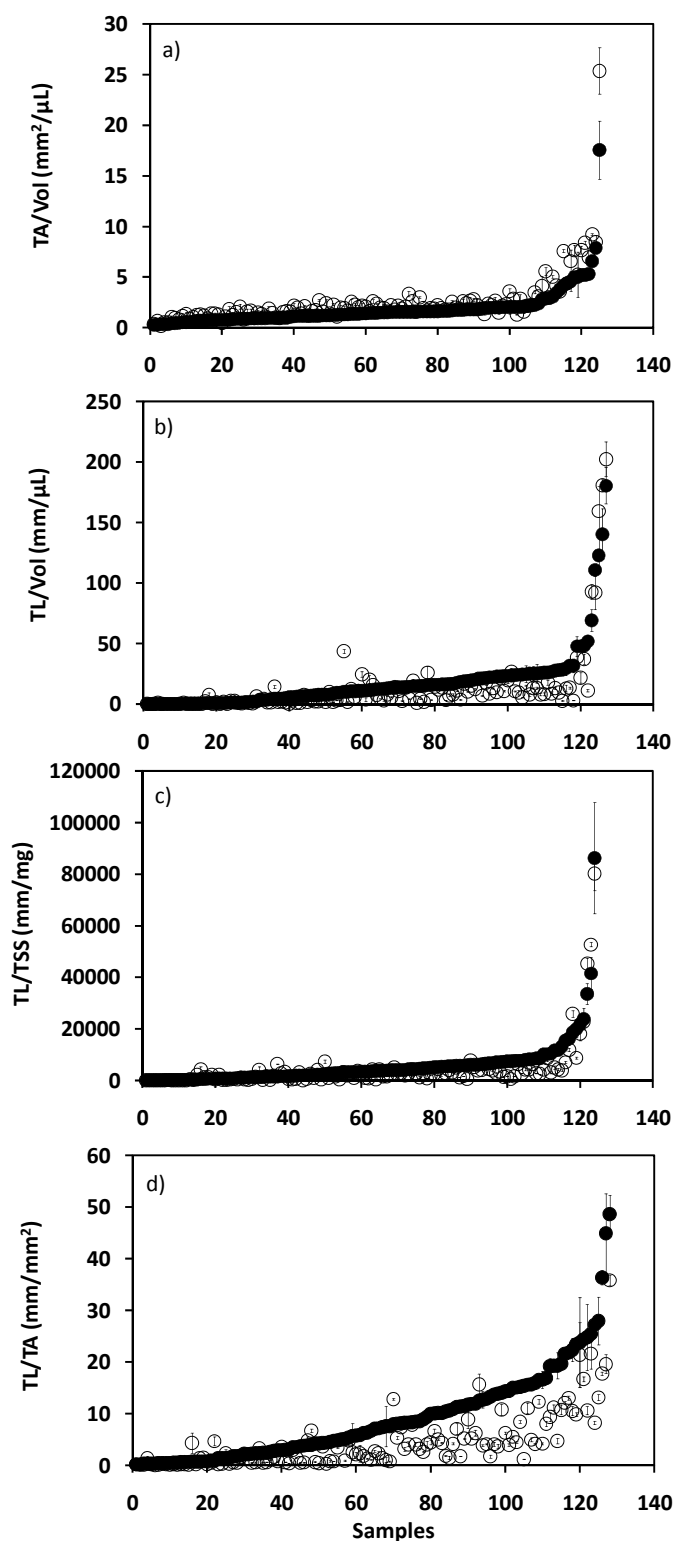 a)
TA/Vol (mm²/µL)
30
25
20
15
10
5
0
0 20 40 60 80 100 120 140
b)
TL/Vol (mm/µL)
250
200
150
100
50
0
0 20 40 60 80 100 120 140
c)
TL/TSS (mm/mg)
120000
100000
80000
60000
40000
20000
0
0 20 40 60 80 100 120 140
d)
TL/TA (mm/mm²)
60
50
40
30
20
10
0
0 20 40 60 80 100 120 140
Samples